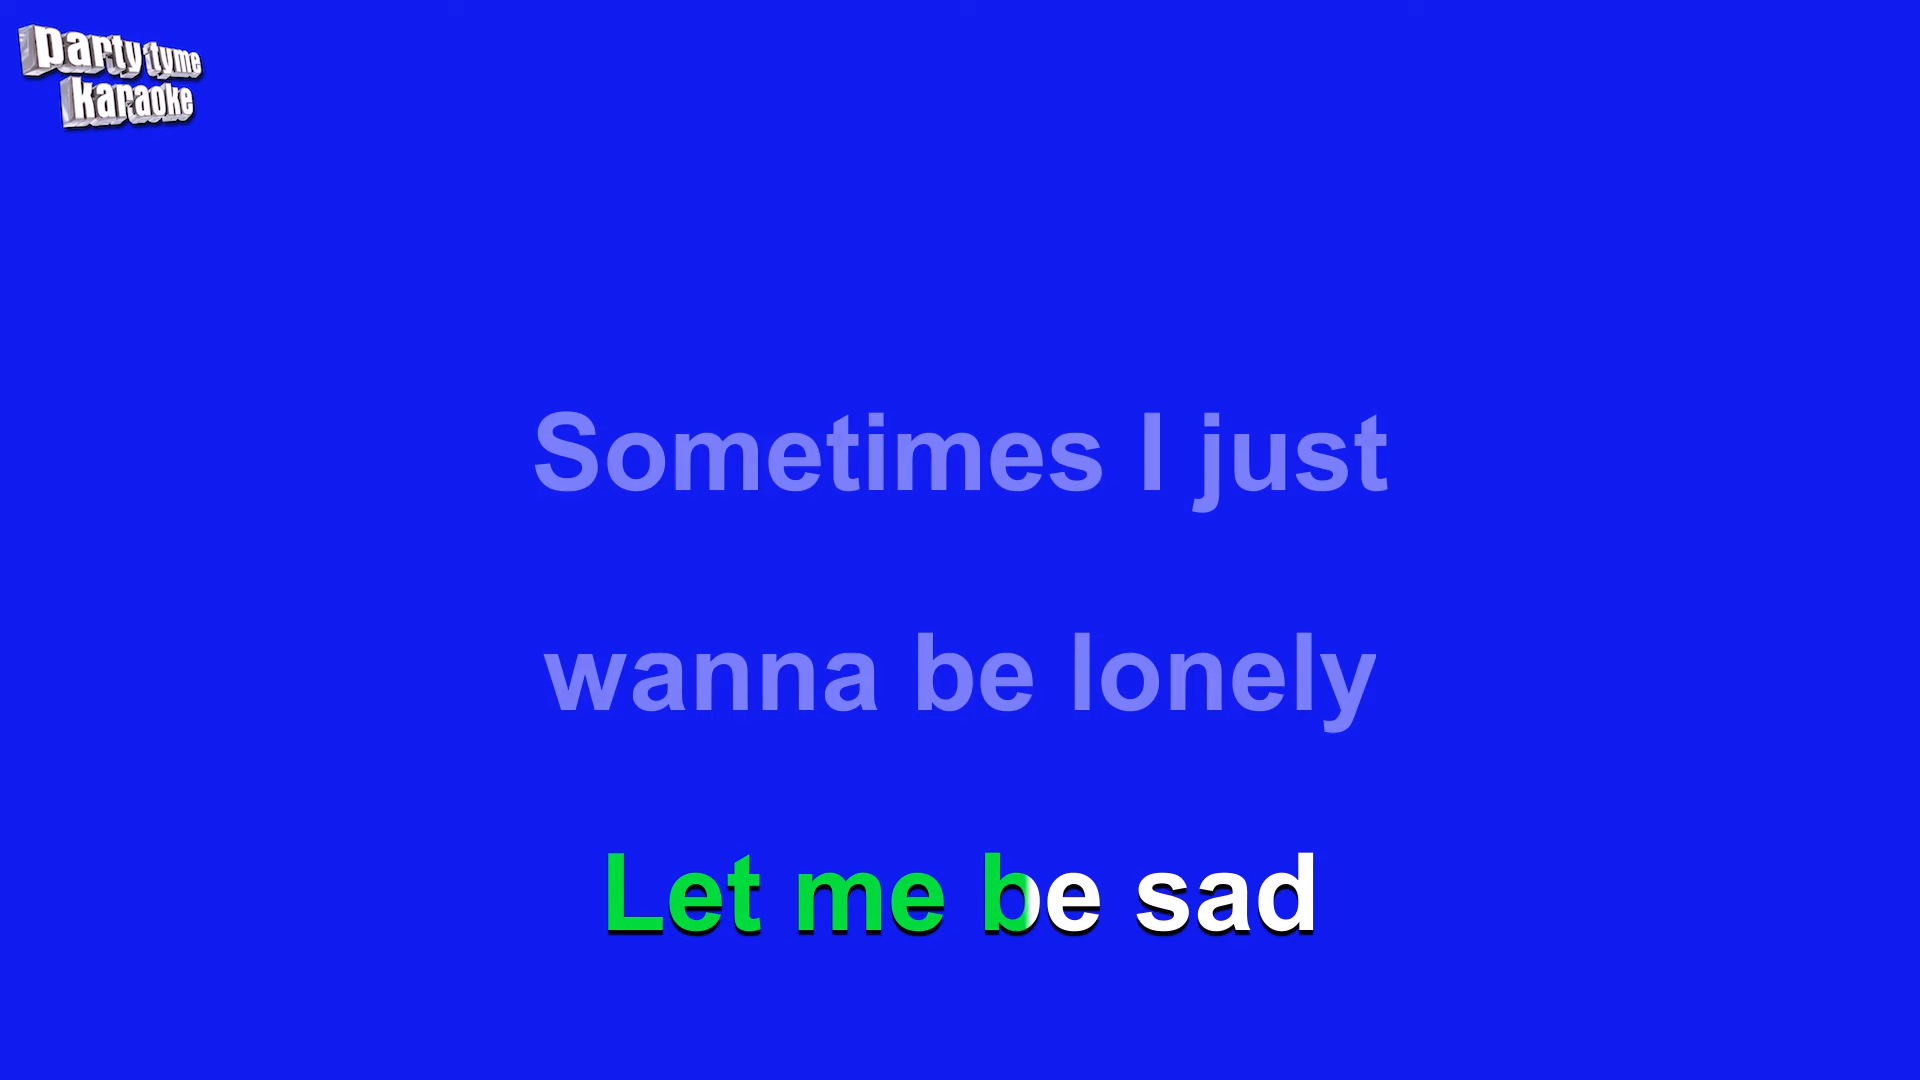 party tyme
karaoke
Sometimes I just
wanna be lonely
Let me be sad